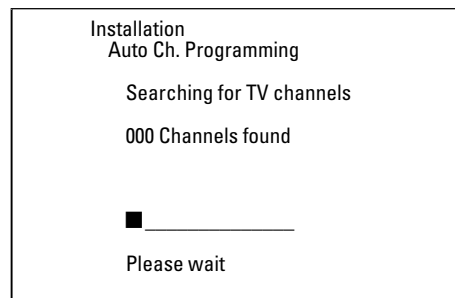 Installation
Auto Ch. Programming
Searching for TV channels
000 Channels found
Please wait